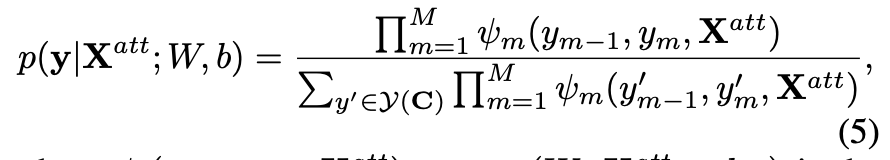 p(y|X^{att}; W, b) = \frac{\prod_{m=1}^{M} \psi_m(y_{m-1}, y_m, X^{att})}{\sum_{y' \in \mathcal{Y}(C)} \prod_{m=1}^{M} \psi_m(y'_{m-1}, y'_m, X^{att})},
(5)